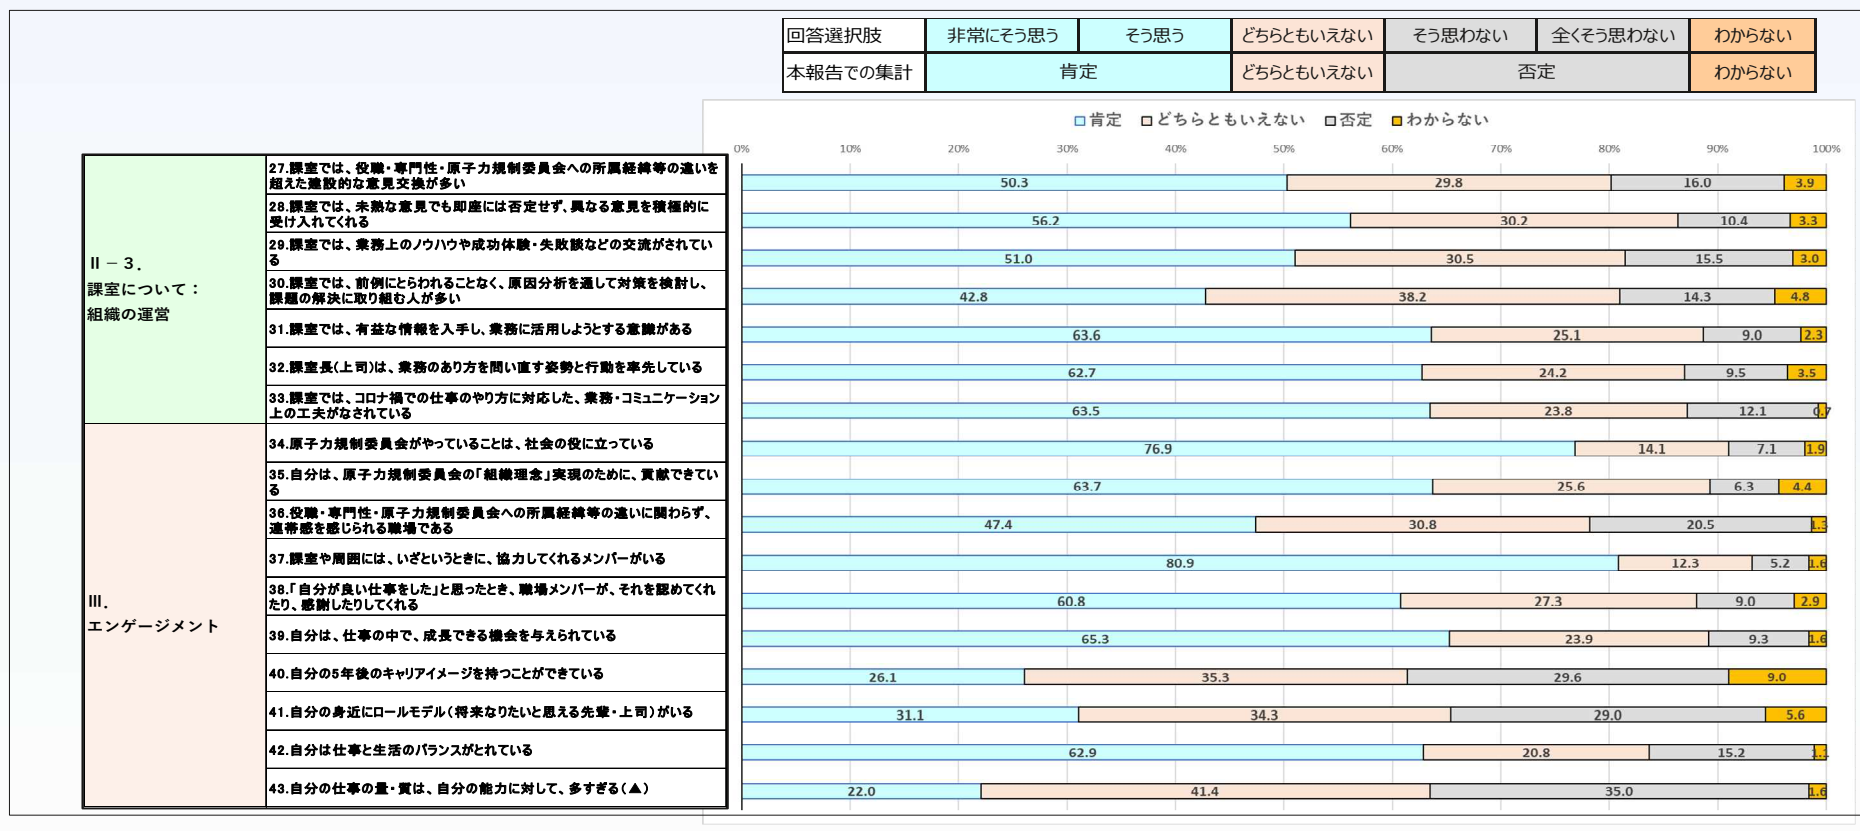 回答選択肢 非常にそう思う そう思う どちらともいえない そう思わない 全くそう思わない わからない
本報告での集計 肯定 どちらともいえない 否定 わからない
肯定 どちらともいえない 否定 わからない
0% 10% 20% 30% 40% 50% 60% 70% 80% 90% 100%
Ⅱ－３．
課室について：
組織の運営
27.課室では、役職・専門性・原子力規制委員会への所属経緯等の違いを
超えた建設的な意見交換が多い
50.3 29.8 16.0 3.9
28.課室では、未熟な意見でも即座には否定せず、異なる意見を積極的に
受け入れてくれる
56.2 30.2 10.4 3.3
29.課室では、業務上のノウハウや成功体験・失敗談などの交流がされてい
る
51.0 30.5 15.5 3.0
30.課室では、前例にとらわれることなく、原因分析を通して対策を検討し、
課題の解決に取り組む人が多い
42.8 38.2 14.3 4.8
31.課室では、有益な情報を入手し、業務に活用しようとする意識がある
63.6 25.1 9.0 2.3
32.課室長(上司)は、業務のあり方を問い直す姿勢と行動を率先している
62.7 24.2 9.5 3.5
33.課室では、コロナ禍での仕事のやり方に対応した、業務・コミュニケーション
上の工夫がなされている
63.5 23.8 12.1 0.7
Ⅲ．
エンゲージメント
34.原子力規制委員会がやっていることは、社会の役に立っている
76.9 14.1 7.1 1.9
35.自分は、原子力規制委員会の「組織理念」実現のために、貢献できてい
る
63.7 25.6 6.3 4.4
36.役職・専門性・原子力規制委員会への所属経緯等の違いに関わらず、
連帯感を感じられる職場である
47.4 30.8 20.5 1.3
37.課室や周囲には、いざというときに、協力してくれるメンバーがいる
80.9 12.3 5.2 1.6
38.「自分が良い仕事をした」と思ったとき、職場メンバーが、それを認めてくれ
たり、感謝したりしてくれる
60.8 27.3 9.0 2.9
39.自分は、仕事の中で、成長できる機会を与えられている
65.3 23.9 9.3 1.6
40.自分の5年後のキャリアイメージを持つことができている
26.1 35.3 29.6 9.0
41.自分の身近にロールモデル（将来なりたいと思える先輩・上司）がいる
31.1 34.3 29.0 5.6
42.自分は仕事と生活のバランスがとれている
62.9 20.8 15.2 1.1
43.自分の仕事の量・質は、自分の能力に対して、多すぎる（▲）
22.0 41.4 35.0 1.6